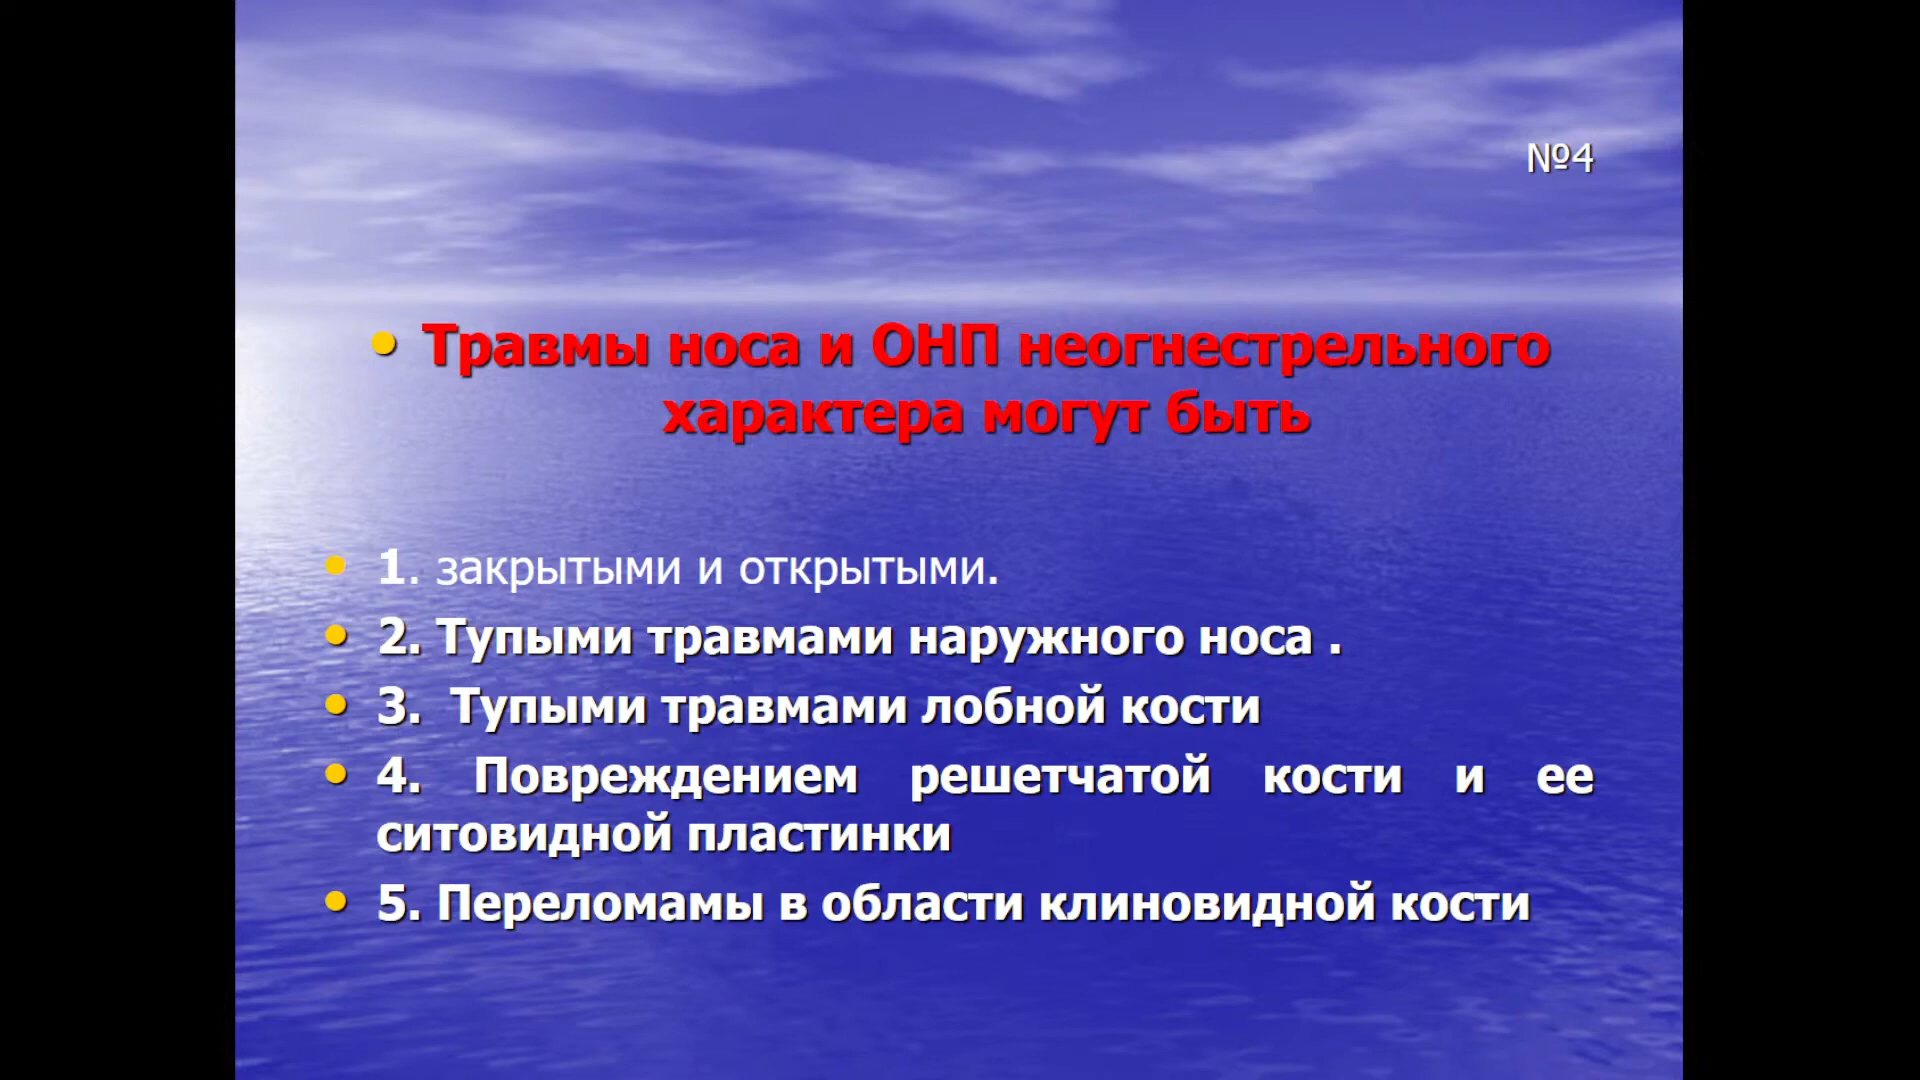 №4
• Травмы носа и ОНП неогнестрельного
характера могут быть
• 1. закрытыми и открытыми.
• 2. Тупыми травмами наружного носа .
• 3. Тупыми травмами лобной кости
• 4. Повреждением решетчатой кости и ее
ситовидной пластинки
• 5. Переломамы в области клиновидной кости